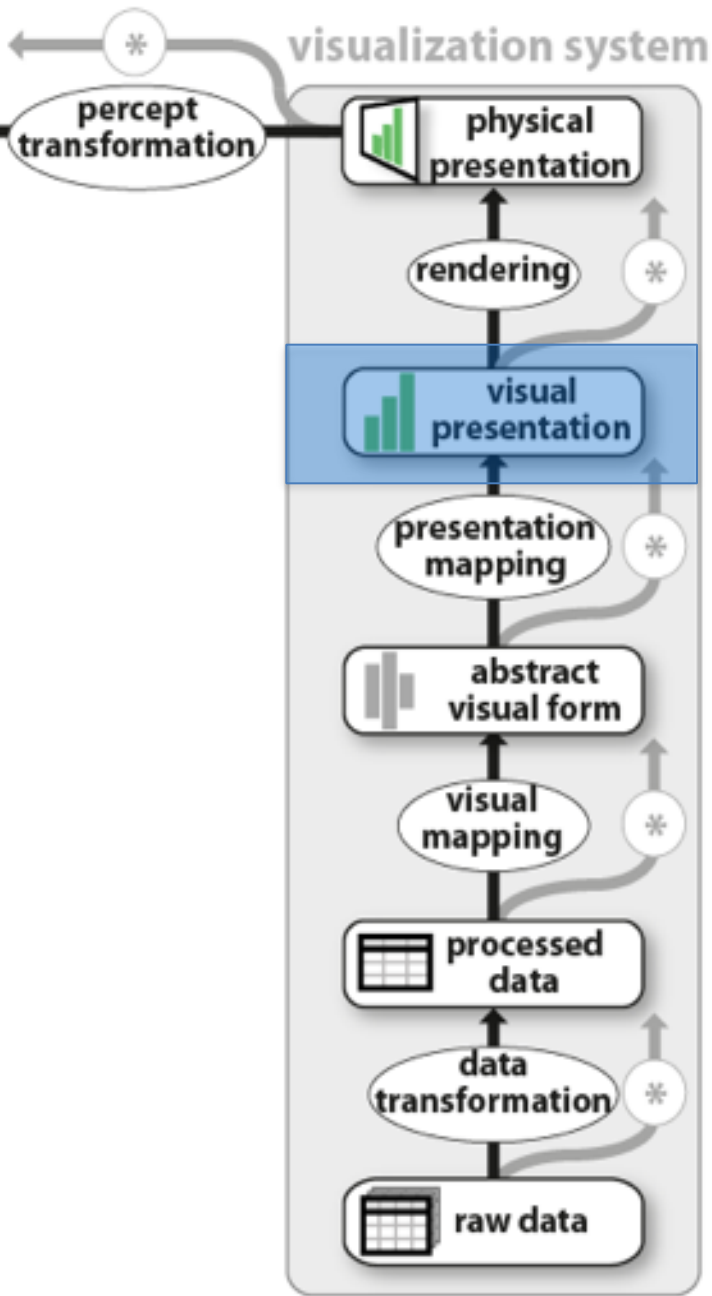 *
visualization system
percept
transformation
physical
presentation
rendering
*
visual
presentation
presentation
mapping
*
abstract
visual form
visual
mapping
*
processed
data
data
transformation
*
raw data